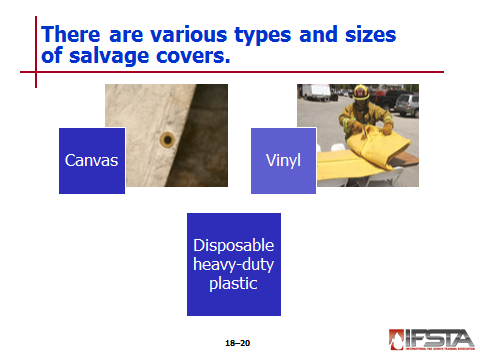 There are various types and sizes
of salvage covers.
Canvas
Vinyl
Disposable
heavy-duty
plastic
18–20
IFSTA
INTERNATIONAL FIRE SERVICE TRAINING ASSOCIATION